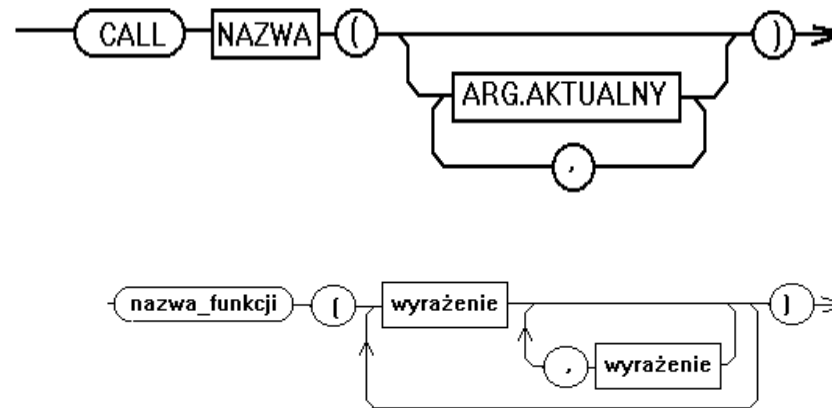 CALL NAZWA ( )
ARG.AKTUALNY
,
nazwa_funkcji ( wyrażenie )
, wyrażenie